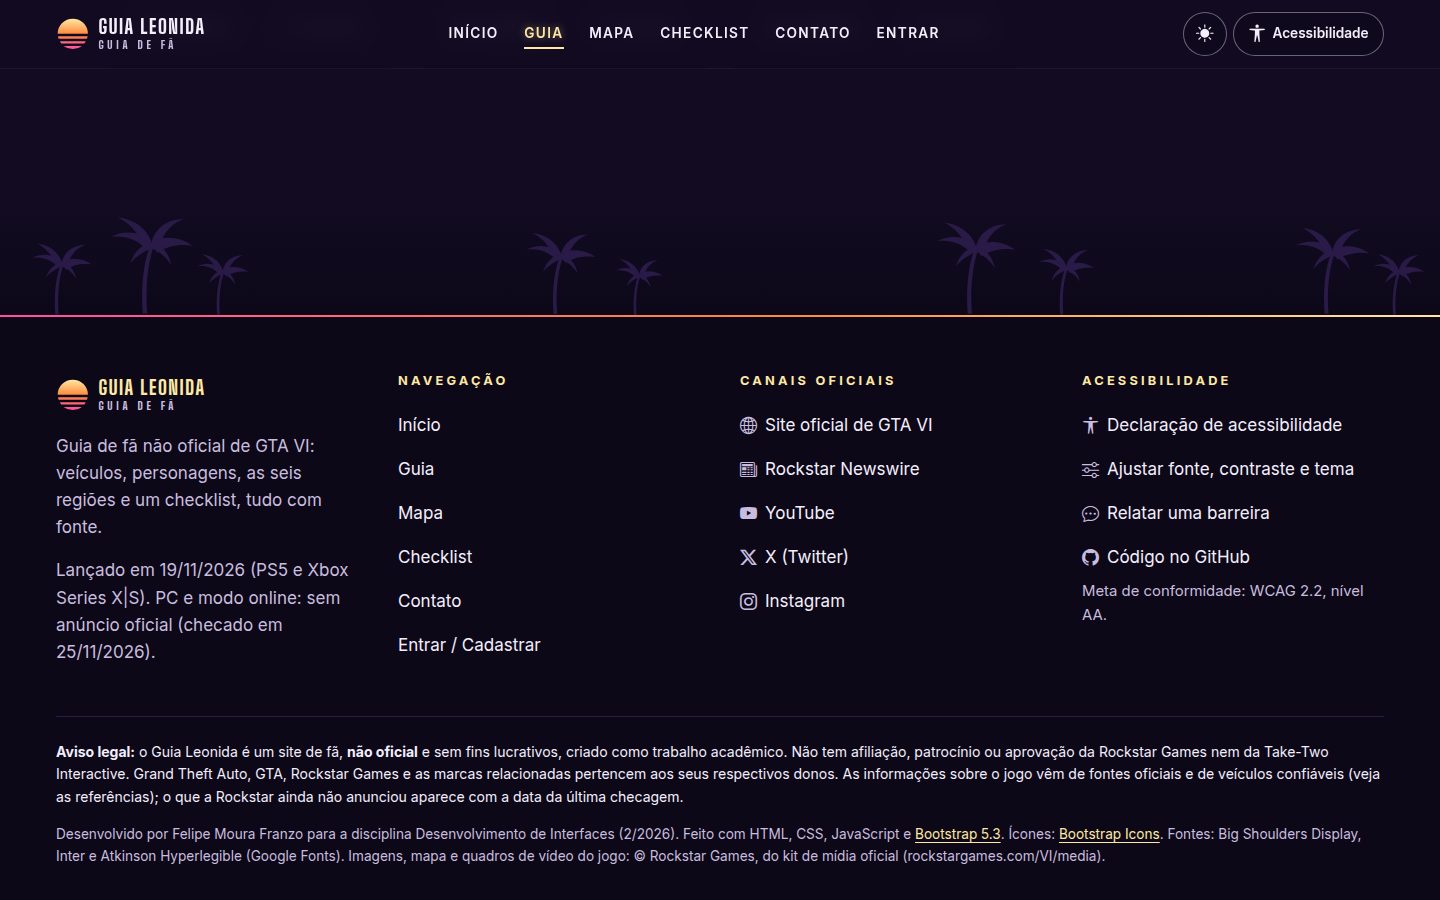 GUIA LEONIDA
GUIA DE FÃ
INÍCIO
GUIA
MAPA
CHECKLIST
CONTATO
ENTRAR
Acessibilidade
GUIA LEONIDA
GUIA DE FÃ
Guia de fã não oficial de GTA VI:
veículos, personagens, as seis
regiões e um checklist, tudo com
fonte.
Lançado em 19/11/2026 (PS5 e Xbox
Series X|S). PC e modo online: sem
anúncio oficial (checado em
25/11/2026).
NAVEGAÇÃO
Início
Guia
Mapa
Checklist
Contato
Entrar / Cadastrar
CANAIS OFICIAIS
Site oficial de GTA VI
Rockstar Newswire
YouTube
X (Twitter)
Instagram
ACESSIBILIDADE
Declaração de acessibilidade
Ajustar fonte, contraste e tema
Relatar uma barreira
Código no GitHub
Meta de conformidade: WCAG 2.2, nível
AA.
Aviso legal: o Guia Leonida é um site de fã, não oficial e sem fins lucrativos, criado como trabalho acadêmico. Não tem afiliação, patrocínio ou aprovação da Rockstar Games nem da Take-Two
Interactive. Grand Theft Auto, GTA, Rockstar Games e as marcas relacionadas pertencem aos seus respectivos donos. As informações sobre o jogo vêm de fontes oficiais e de veículos confiáveis (veja
as referências); o que a Rockstar ainda não anunciou aparece com a data da última checagem.
Desenvolvido por Felipe Moura Franzo para a disciplina Desenvolvimento de Interfaces (2/2026). Feito com HTML, CSS, JavaScript e Bootstrap 5.3. Ícones: Bootstrap Icons. Fontes: Big Shoulders Display,
Inter e Atkinson Hyperlegible (Google Fonts). Imagens, mapa e quadros de vídeo do jogo: © Rockstar Games, do kit de mídia oficial (rockstargames.com/VI/media).